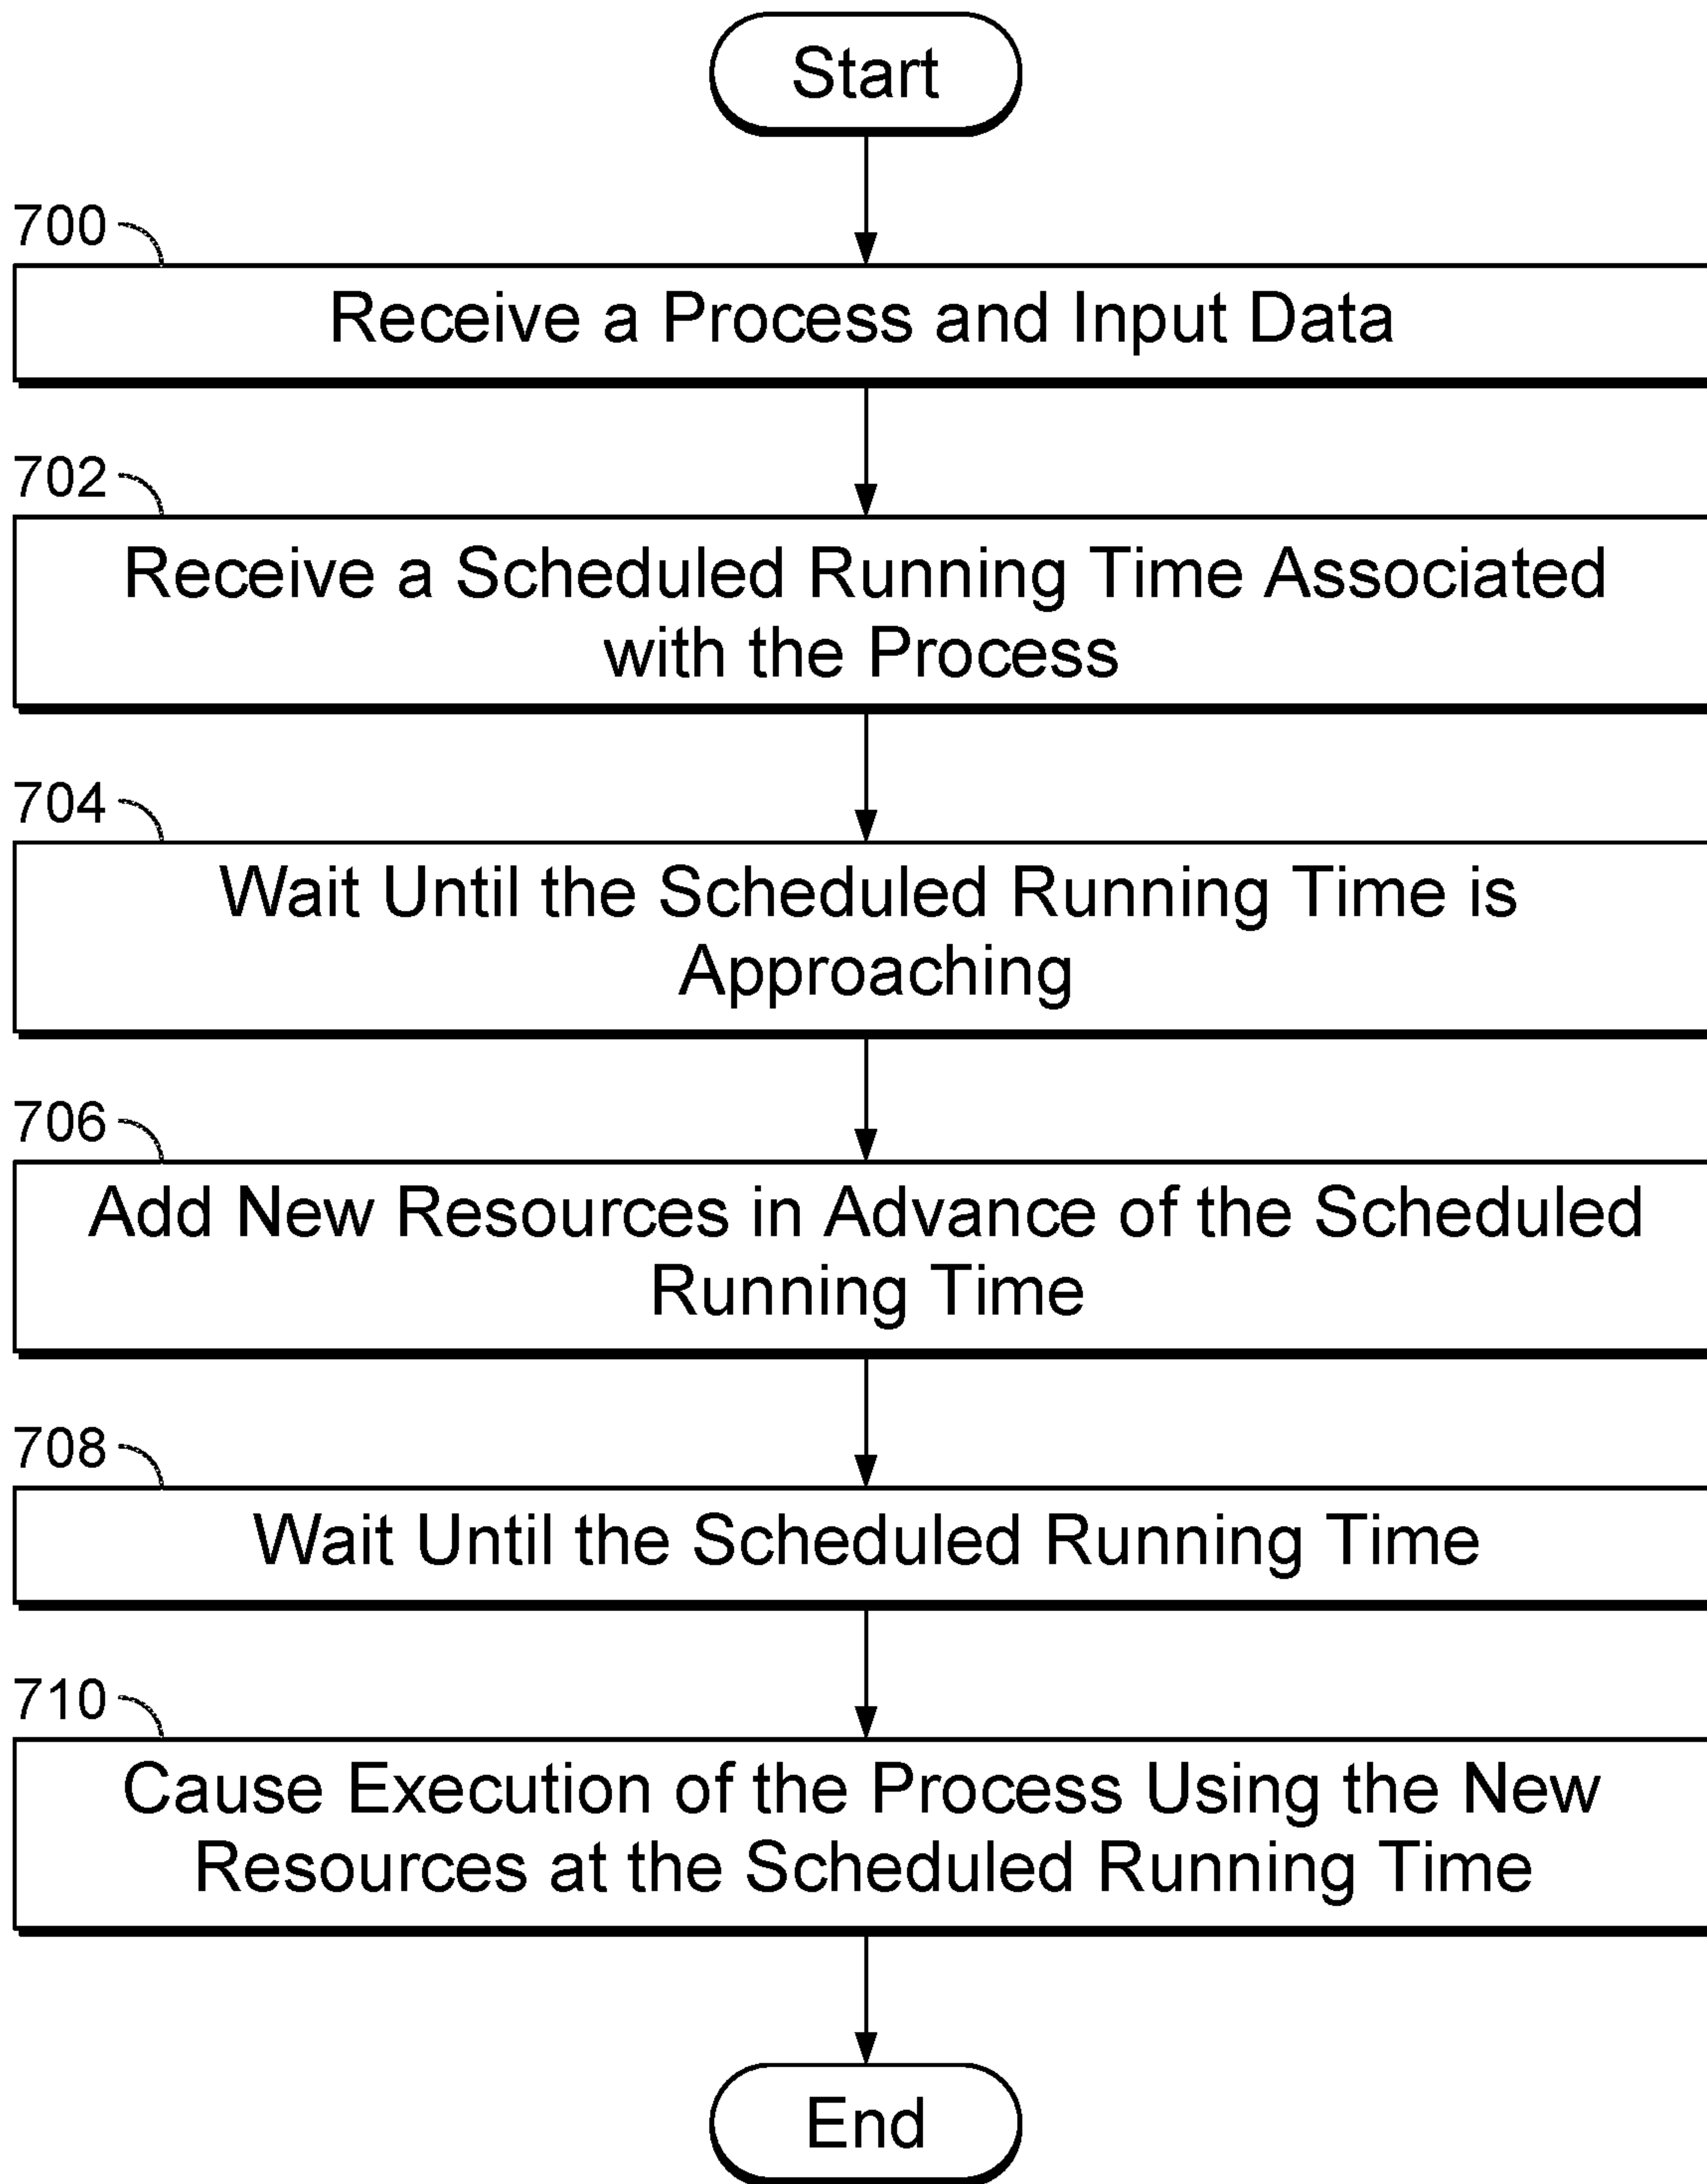 Start
700
Receive a Process and Input Data
702
Receive a Scheduled Running Time Associated
with the Process
704
Wait Until the Scheduled Running Time is
Approaching
706
Add New Resources in Advance of the Scheduled
Running Time
708
Wait Until the Scheduled Running Time
710
Cause Execution of the Process Using the New
Resources at the Scheduled Running Time
End